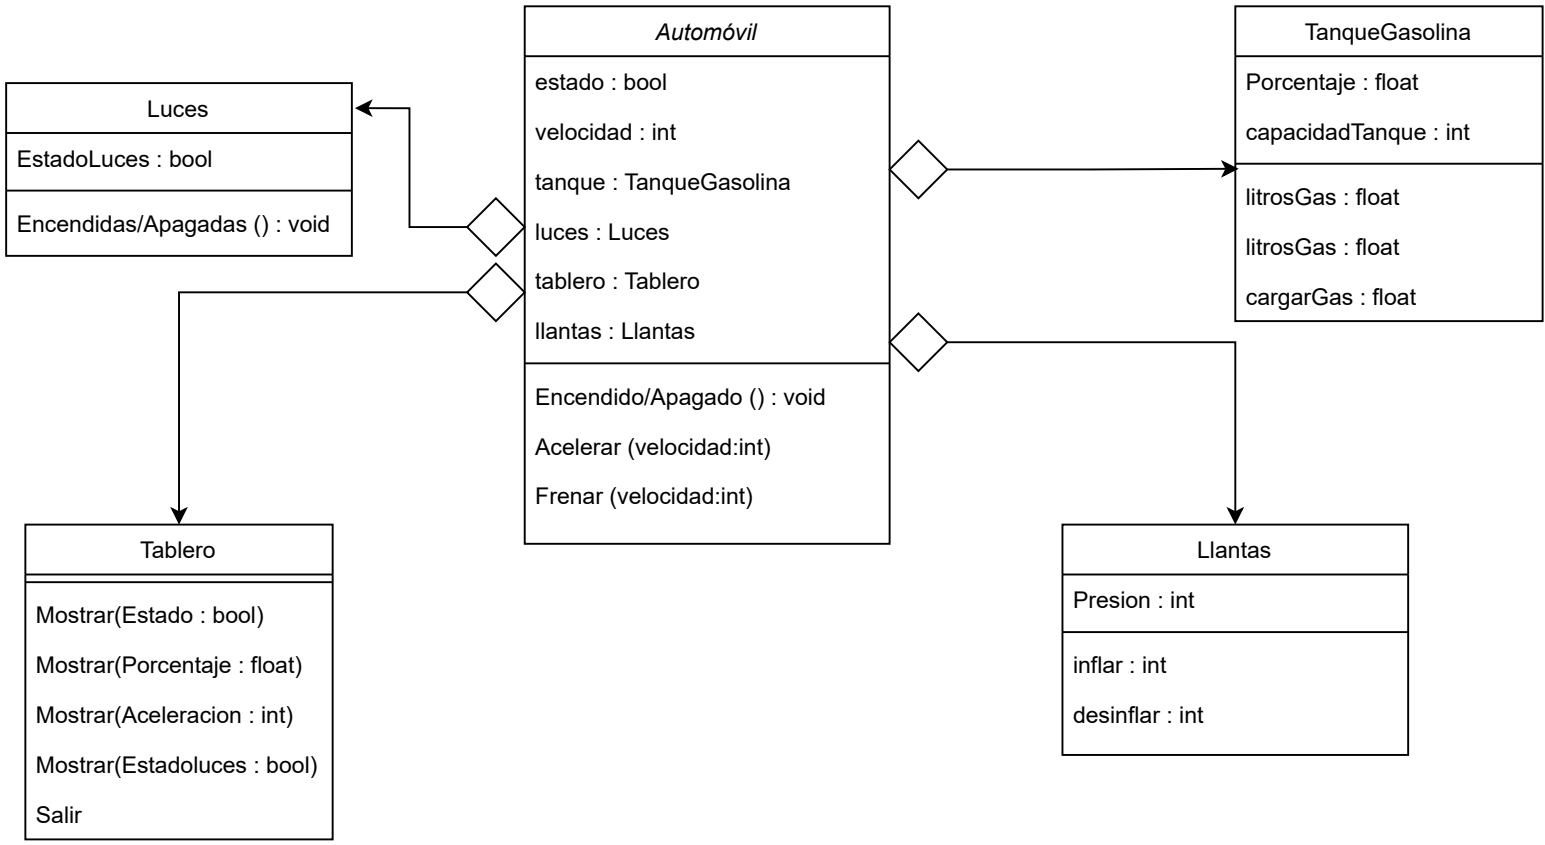 Automóvil
estado : bool
velocidad : int
tanque : TanqueGasolina
luces : Luces
tablero : Tablero
llantas : Llantas
Encendido/Apagado () : void
Acelerar (velocidad:int)
Frenar (velocidad:int)
TanqueGasolina
Porcentaje : float
capacidadTanque : int
litrosGas : float
litrosGas : float
cargarGas : float
Luces
EstadoLuces : bool
Encendidas/Apagadas () : void
Tablero
Mostrar(Estado : bool)
Mostrar(Porcentaje : float)
Mostrar(Aceleracion : int)
Mostrar(Estadoluces : bool)
Salir
Llantas
Presion : int
inflar : int
desinflar : int